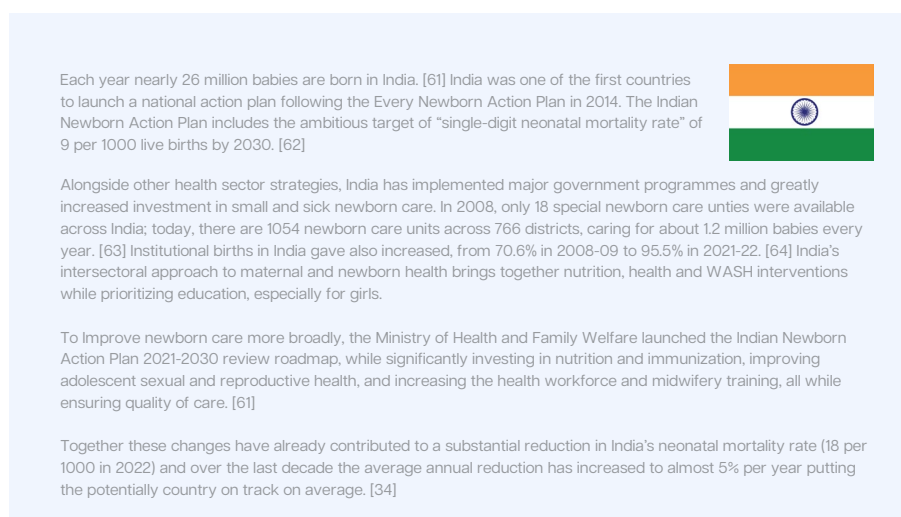 Each year nearly 26 million babies are born in India. [61] India was one of the first countries
to launch a national action plan following the Every Newborn Action Plan in 2014. The Indian
Newborn Action Plan includes the ambitious target of “single-digit neonatal mortality rate” of
9 per 1000 live births by 2030. [62]
Alongside other health sector strategies, India has implemented major government programmes and greatly
increased investment in small and sick newborn care. In 2008, only 18 special newborn care unties were available
across India; today, there are 1054 newborn care units across 766 districts, caring for about 1.2 million babies every
year. [63] Institutional births in India gave also increased, from 70.6% in 2008-09 to 95.5% in 2021-22. [64] India’s
intersectoral approach to maternal and newborn health brings together nutrition, health and WASH interventions
while prioritizing education, especially for girls.
To Improve newborn care more broadly, the Ministry of Health and Family Welfare launched the Indian Newborn
Action Plan 2021-2030 review roadmap, while significantly investing in nutrition and immunization, improving
adolescent sexual and reproductive health, and increasing the health workforce and midwifery training, all while
ensuring quality of care. [61]
Together these changes have already contributed to a substantial reduction in India’s neonatal mortality rate (18 per
1000 in 2022) and over the last decade the average annual reduction has increased to almost 5% per year putting
the potentially country on track on average. [34]